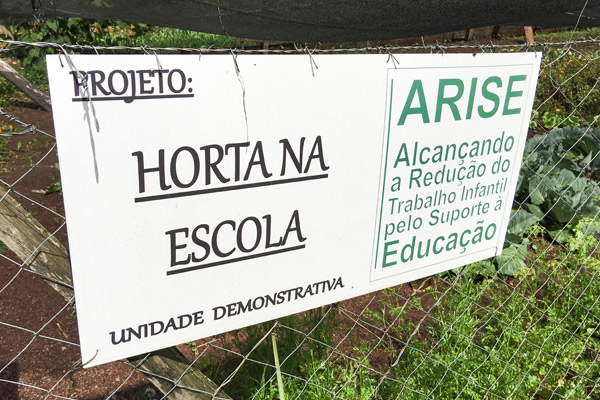 PROJETO:
HORTA NA
ESCOLA
UNIDADE DEMONSTRATIVA
ARISE
Alcançando
a Redução do
Trabalho Infantil
pelo Suporte à
Educação